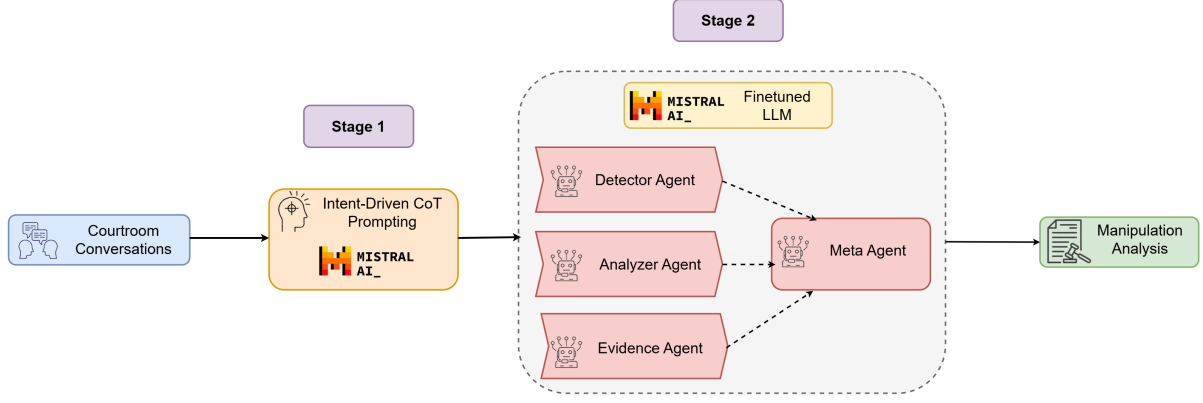 Stage 2
Stage 1
Courtroom
Conversations
Intent-Driven CoT
Prompting
MISTRAL
AI_
MISTRAL
AI_
Finetuned
LLM
Detector Agent
Analyzer Agent
Evidence Agent
Meta Agent
Manipulation
Analysis